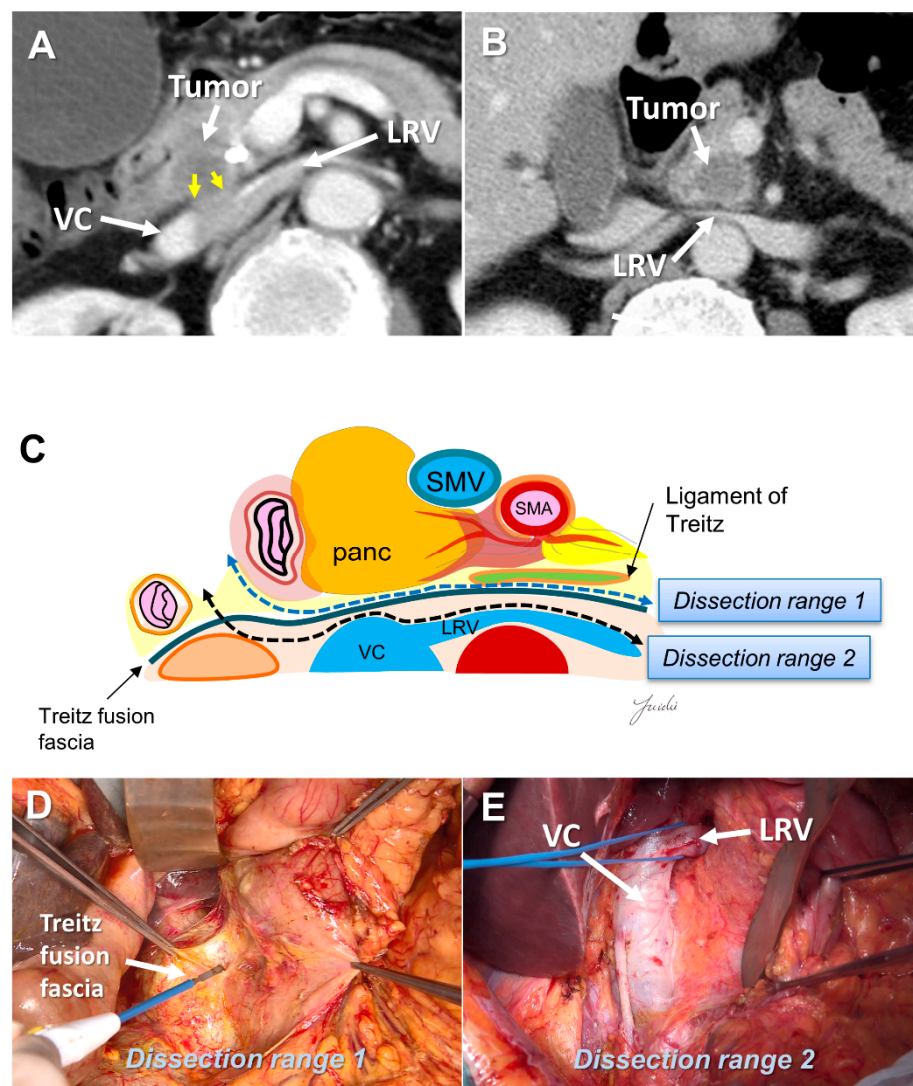 A
Tumor
LRV
VC
B
Tumor
LRV
C
SMV
SMA
Ligament of
Treitz
panc
Dissection range 1
LRV
VC
Dissection range 2
Treitz fusion
fascia
D
Treitz
fusion
fascia
Dissection range 1
E
VC
LRV
Dissection range 2